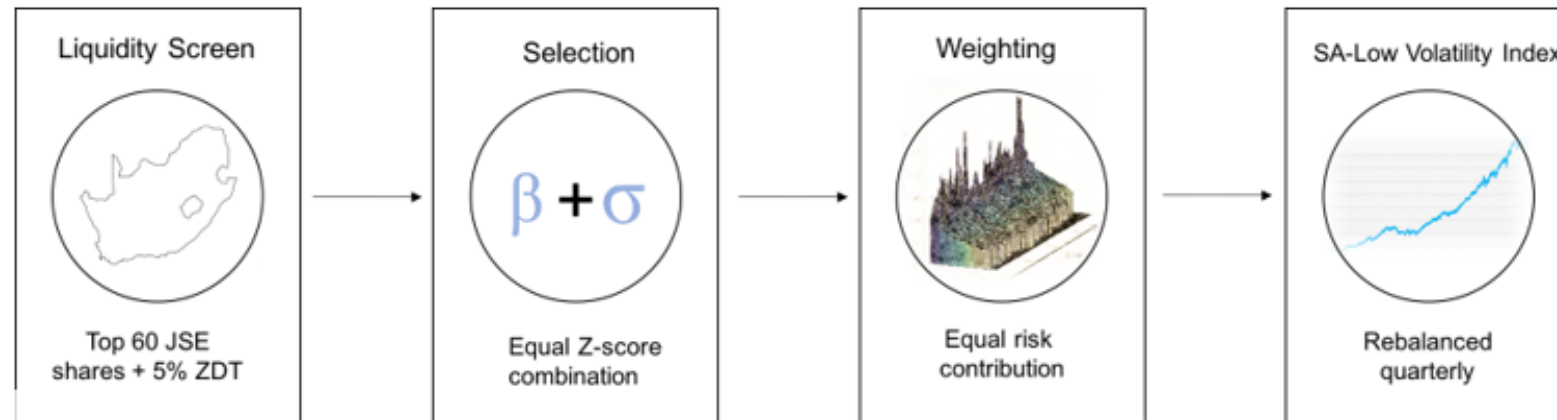 Liquidity Screen
Top 60 JSE
shares + 5% ZDT
Selection
β + σ
Equal Z-score
combination
Weighting
Equal risk
contribution
SA-Low Volatility Index
Rebalanced
quarterly